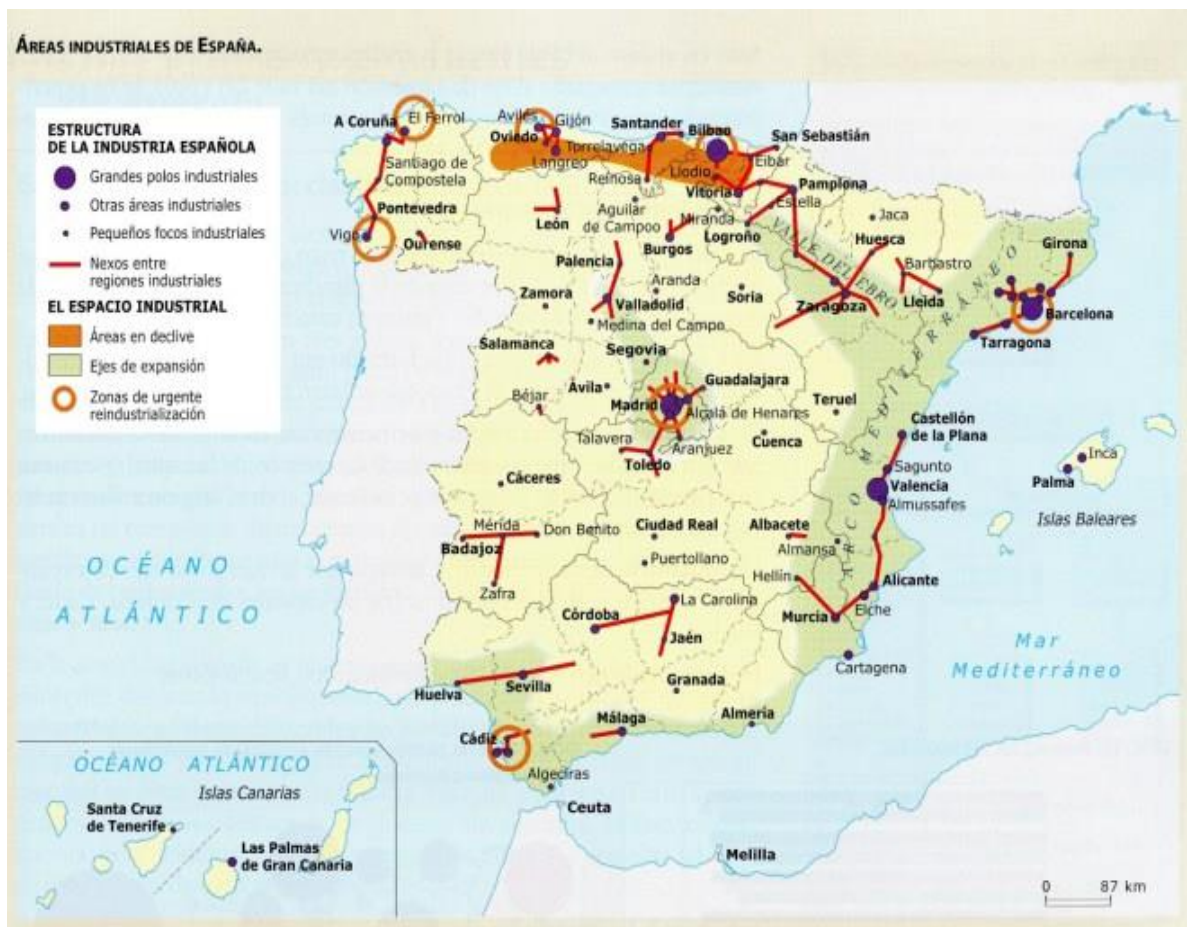 ÁREAS INDUSTRIALES DE ESPAÑA.
ESTRUCTURA
DE LA INDUSTRIA ESPAÑOLA
Grandes polos industriales
Otras áreas industriales
Pequeños focos industriales
Nexos entre
regiones industriales
EL ESPACIO INDUSTRIAL
Áreas en declive
Ejes de expansión
Zonas de urgente
reindustrialización
A Coruña
El Ferrol
Santiago de
Compostela
Pontevedra
Vigo
Ourense
Avilés
Gijón
Oviedo
Langreo
Santander
Torrelavega
Reinosa
Bilbao
Llodio
San Sebastián
Eibar
Vitoria
Pamplona
Estella
Miranda
Logroño
León
Aguilar
de Campoo
Burgos
Palencia
Aranda
Zamora
Valladolid
Medina del Campo
Soria
Salamanca
Segovia
Ávila
Béjar
Jaca
Huesca
Barbastro
VALLE DEL EBRO
Zaragoza
Lleida
Girona
Barcelona
Tarragona
ARCO MEDITERRÁNEO
Madrid
Guadalajara
Alcalá de Henares
Talavera
Aranjuez
Toledo
Cuenca
Teruel
Castellón
de la Plana
Sagunto
Valencia
Almussafes
Inca
Palma
Islas Baleares
Cáceres
Mérida
Don Benito
Badajoz
Zafra
Ciudad Real
Puertollano
Albacete
Almansa
Hellín
Alicante
Elche
Murcia
Cartagena
Córdoba
La Carolina
Jaén
Granada
Huelva
Sevilla
Málaga
Almería
Cádiz
Algeciras
Ceuta
Melilla
OCÉANO
ATLÁNTICO
Mar
Mediterráneo
OCÉANO ATLÁNTICO
Islas Canarias
Santa Cruz
de Tenerife
Las Palmas
de Gran Canaria
0 87 km